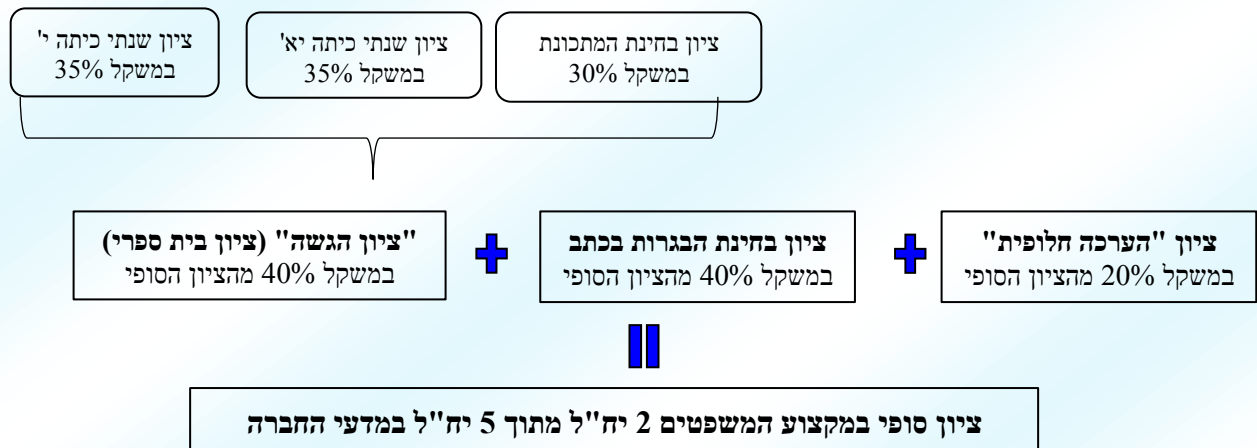 ציון שנתי כיתה י'
במשקל 35%
ציון שנתי כיתה יא'
במשקל 35%
ציון בחינת המתכונת
במשקל 30%
ציון "הערכה חלופית"
במשקל 20% מהציון הסופי
+
ציון בחינת הבגרות בכתב
במשקל 40% מהציון הסופי
+
"ציון הגשה" (ציון בית ספרי)
במשקל 40% מהציון הסופי
=
ציון סופי במקצוע המשפטים 2 יח"ל מתוך 5 יח"ל במדעי החברה